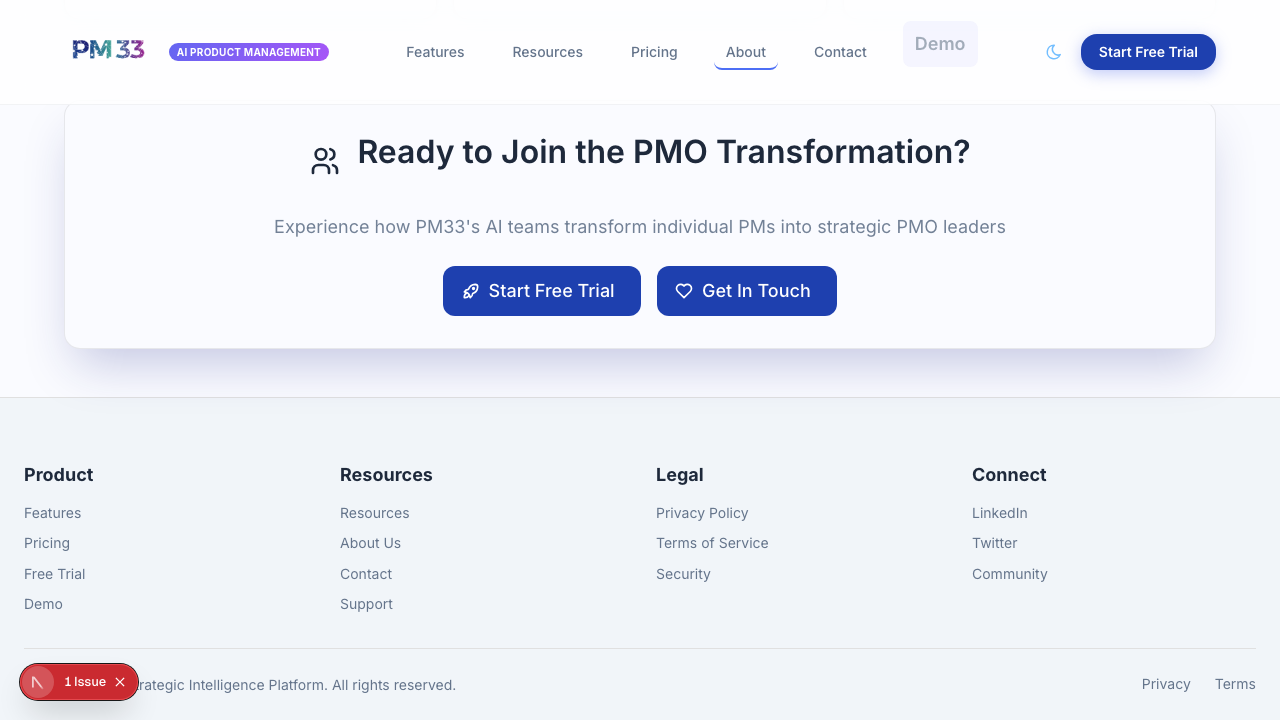 PM 33
AI PRODUCT MANAGEMENT
Features
Resources
Pricing
About
Contact
Demo
Start Free Trial
Ready to Join the PMO Transformation?
Experience how PM33's AI teams transform individual PMs into strategic PMO leaders
Start Free Trial
Get In Touch
Product
Features
Pricing
Free Trial
Demo
Resources
Resources
About Us
Contact
Support
Legal
Privacy Policy
Terms of Service
Security
Connect
LinkedIn
Twitter
Community
1 Issue
Intelligence Platform. All rights reserved.
Privacy
Terms